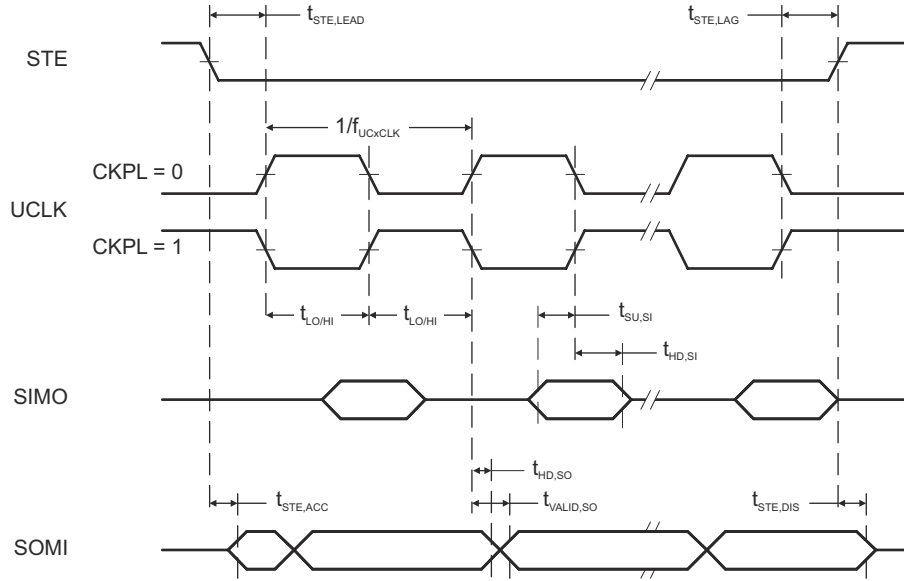 t_STE,LEAD
t_STE,LAG
STE
1/f_UCxCLK
CKPL = 0
UCLK
CKPL = 1
t_LO/HI t_LO/HI
t_SU,SI
t_HD,SI
SIMO
t_HD,SO
t_STE,ACC
t_VALID,SO
t_STE,DIS
SOMI